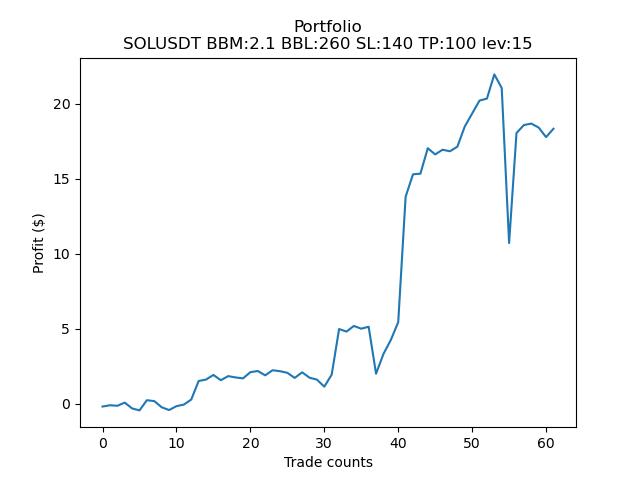 Portfolio
SOLUSDT BBM:2.1 BBL:260 SL:140 TP:100 lev:15
20
15
10
5
0
Profit ($)
0 10 20 30 40 50 60
Trade counts